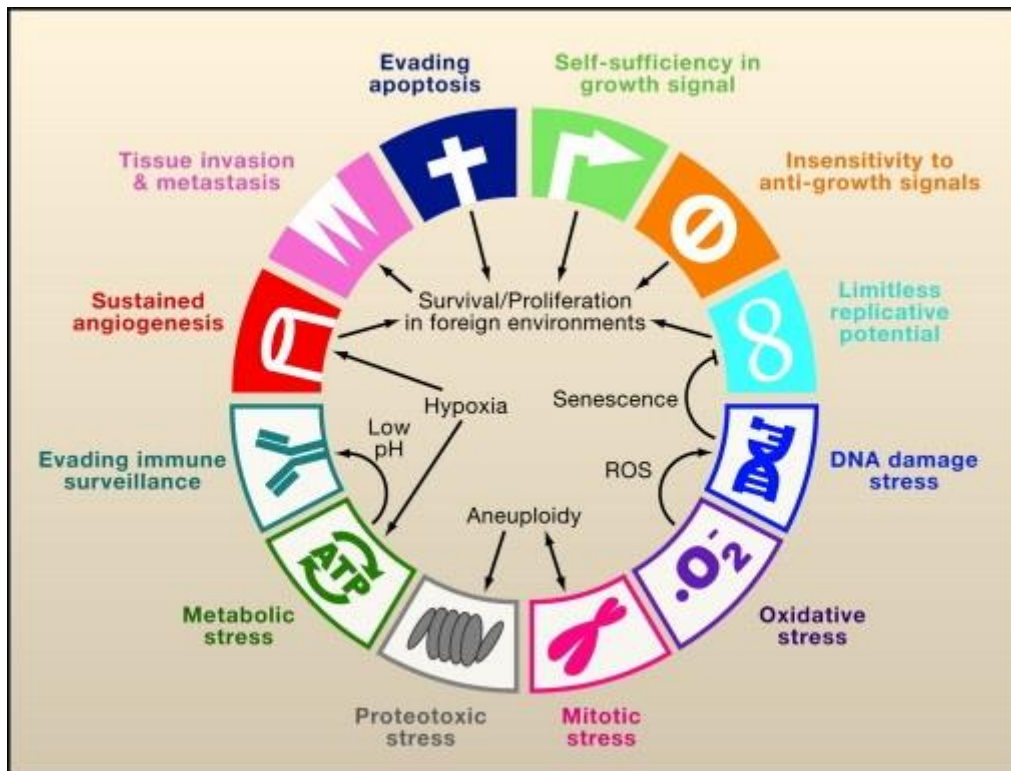 Evading
apoptosis
Self-sufficiency in
growth signal
Tissue invasion
& metastasis
Insensitivity to
anti-growth signals
Sustained
angiogenesis
Survival/Proliferation
in foreign environments
Limitless
replicative
potential
Hypoxia
Senescence
Low
pH
Evading immune
surveillance
ROS
DNA damage
stress
Aneuploidy
ATP
•O2-
Metabolic
stress
Oxidative
stress
Proteotoxic
stress
Mitotic
stress